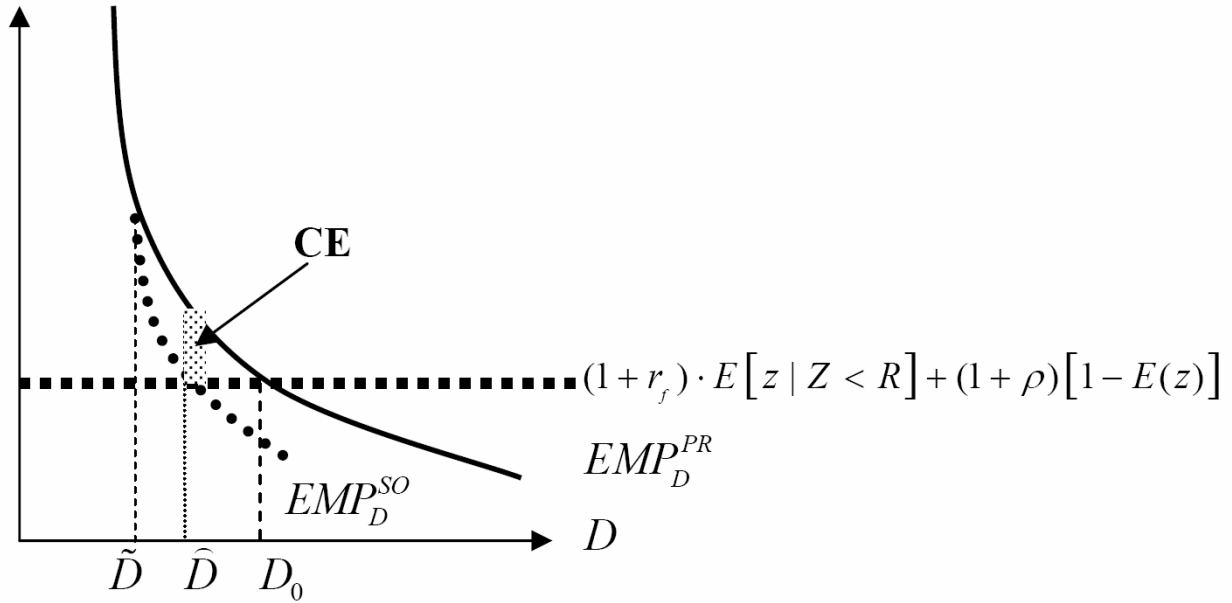 CE
(1 + r_f) · E[z | Z < R] + (1 + ρ)[1 − E(z)]
EMP_D^{PR}
EMP_D^{SO}
D
D̃
D̂
D_0